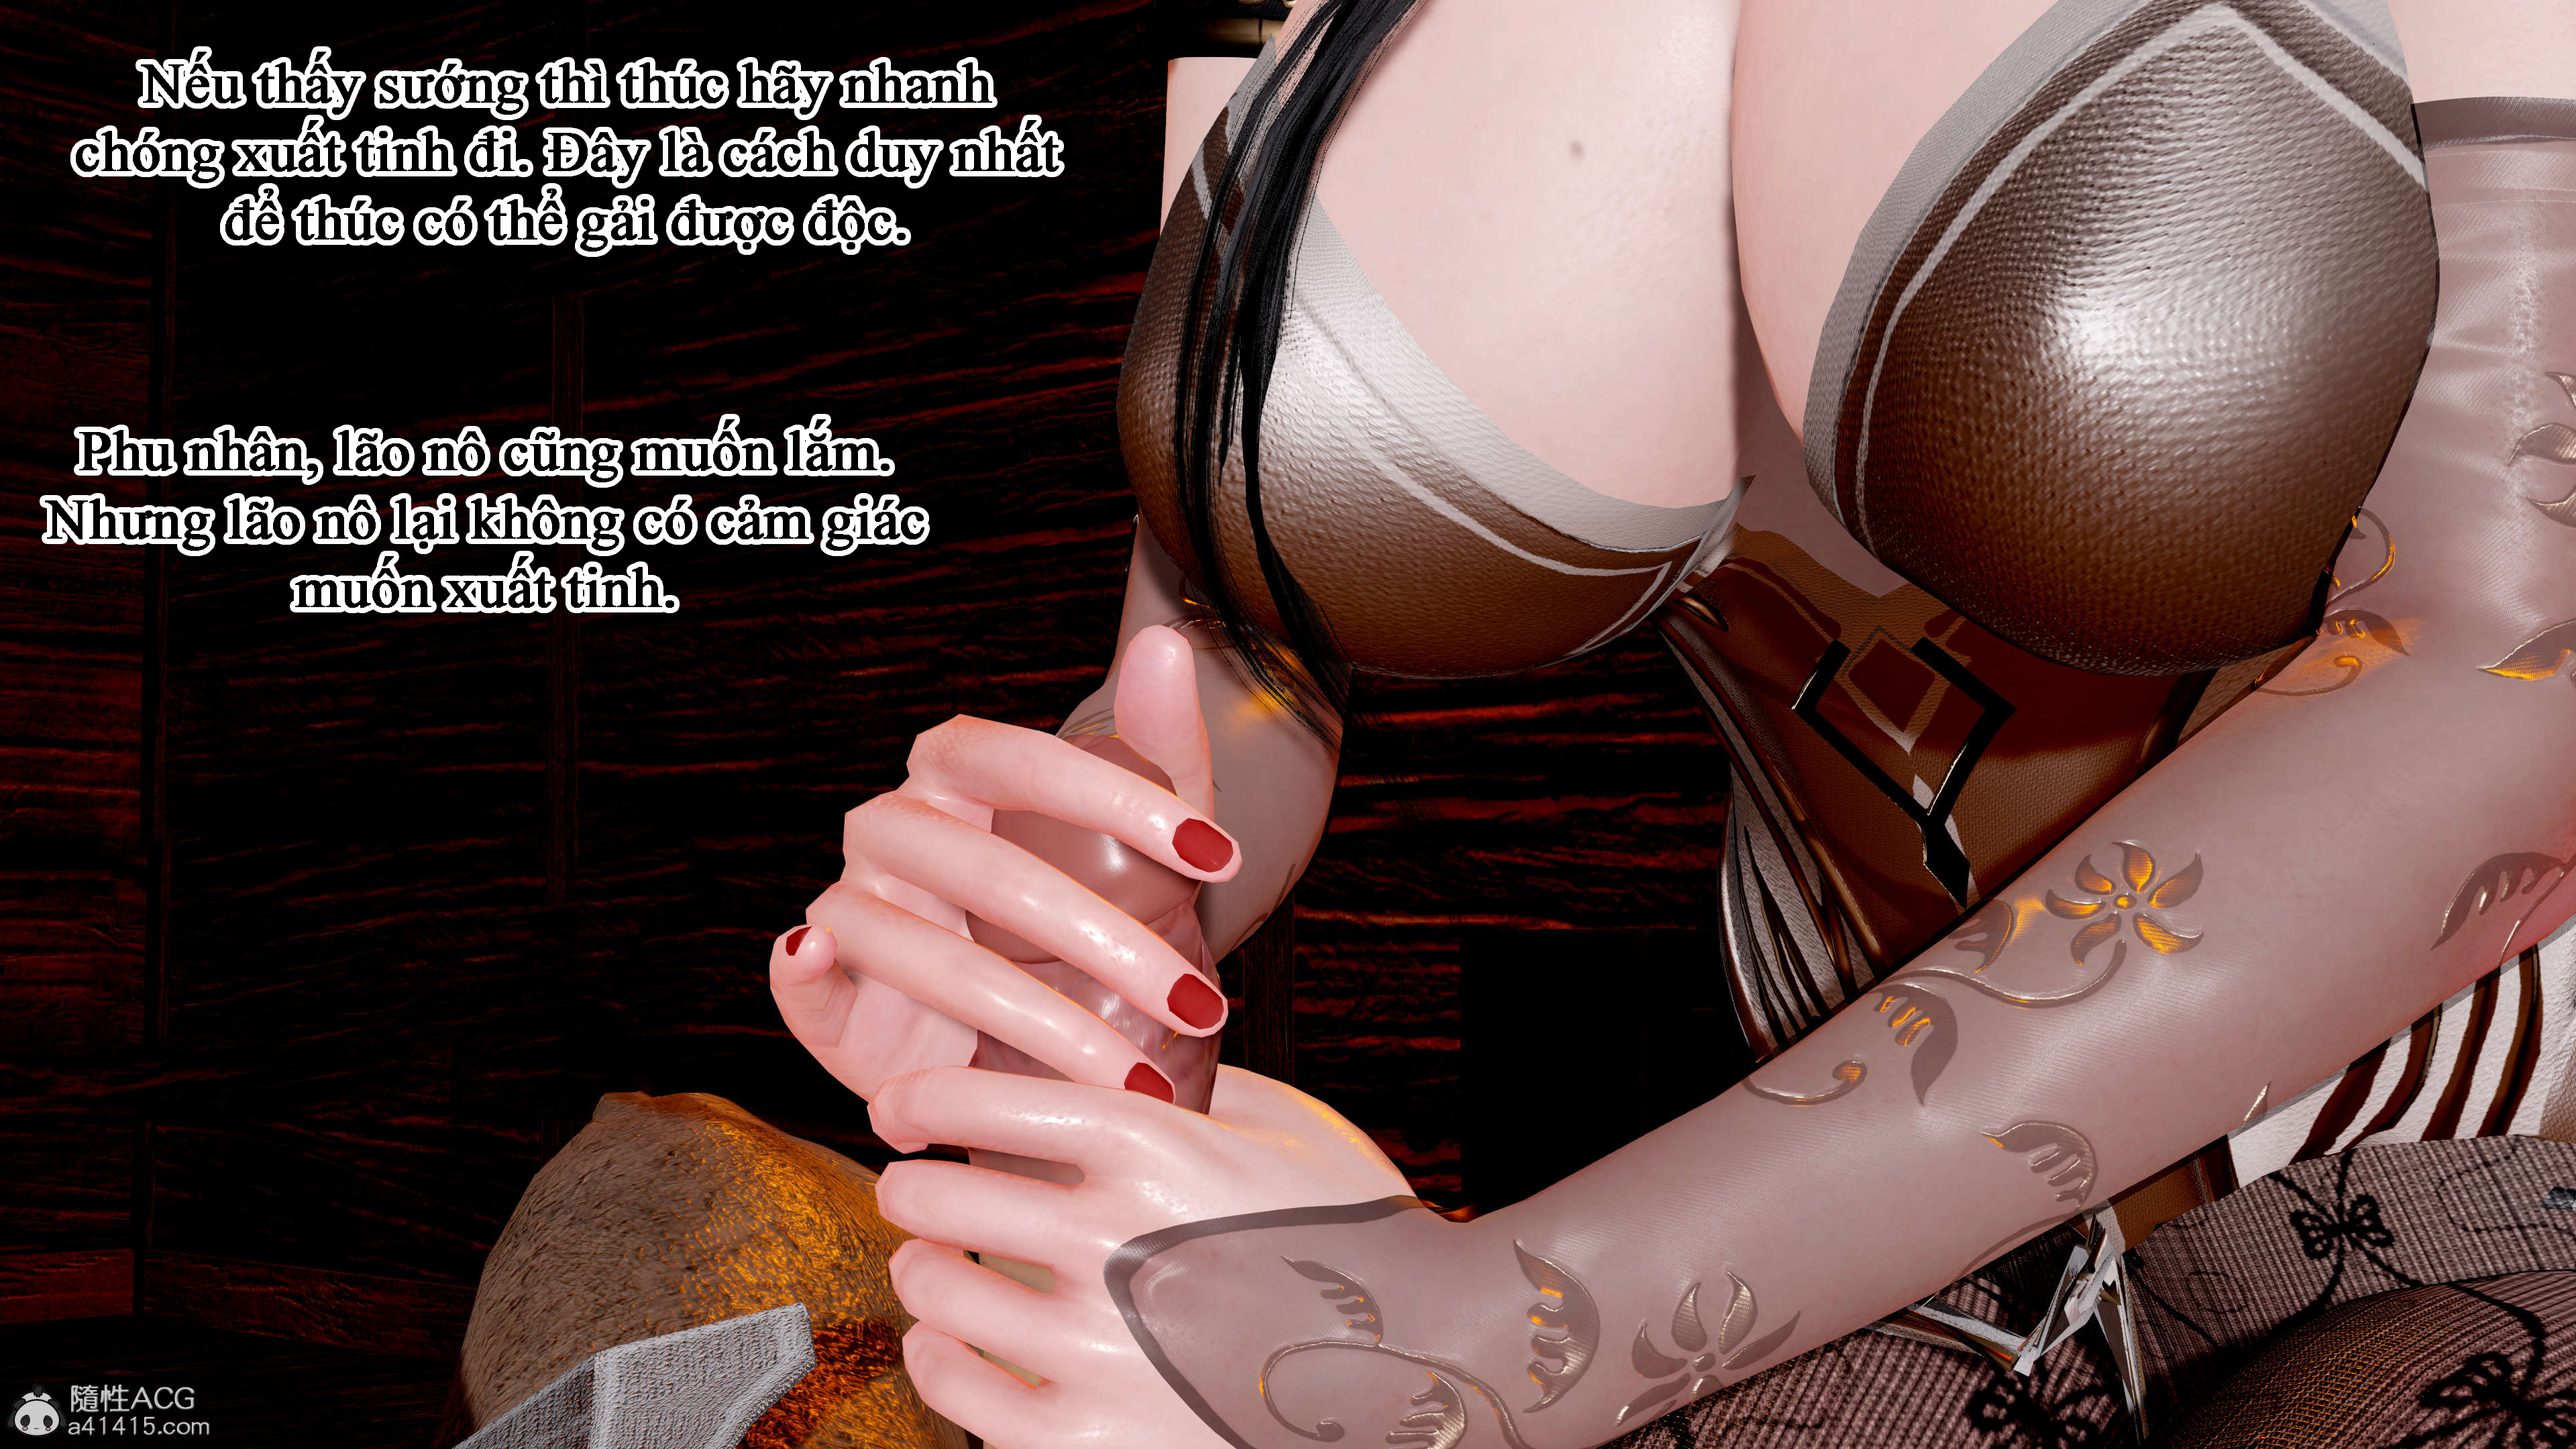 Nếu thấy sướng thì thúc hãy nhanh
chóng xuất tinh đi. Đây là cách duy nhất
để thúc có thể gải được độc.
Phu nhân, lão nô cũng muốn lắm.
Nhưng lão nô lại không có cảm giác
muốn xuất tinh.
隨性ACG
a41415.com